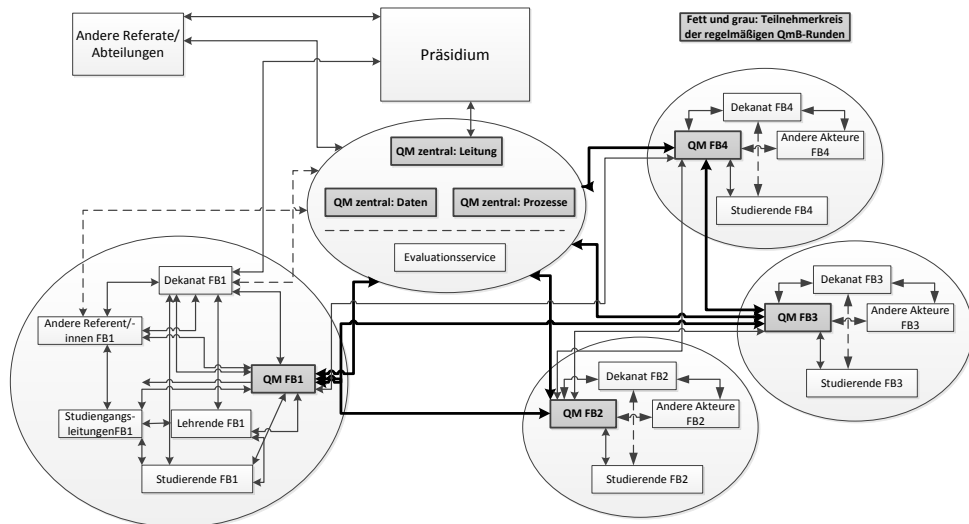 Andere Referate/
Abteilungen
Präsidium
Fett und grau: Teilnehmerkreis
der regelmäßigen QmB-Runden
QM zentral: Leitung
QM zentral: Daten
QM zentral: Prozesse
Evaluationsservice
Dekanat FB4
QM FB4
Andere Akteure
FB4
Studierende FB4
Dekanat FB1
Andere Referent/-
innen FB1
QM FB1
Studiengangs-
leitungenFB1
Lehrende FB1
Studierende FB1
Dekanat FB3
QM FB3
Andere Akteure
FB3
Studierende FB3
Dekanat FB2
QM FB2
Andere Akteure
FB2
Studierende FB2